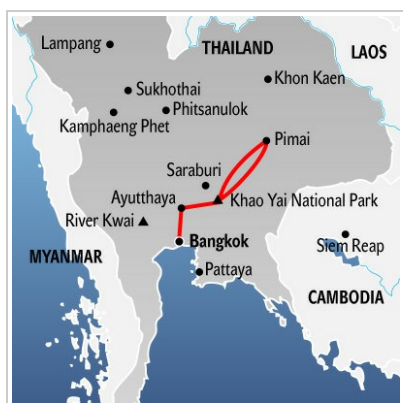 Lampang
THAILAND
LAOS
Khon Kaen
Sukhothai
Phitsanulok
Kamphaeng Phet
Pimai
Saraburi
Ayutthaya
Khao Yai National Park
River Kwai
Bangkok
Siem Reap
MYANMAR
Pattaya
CAMBODIA